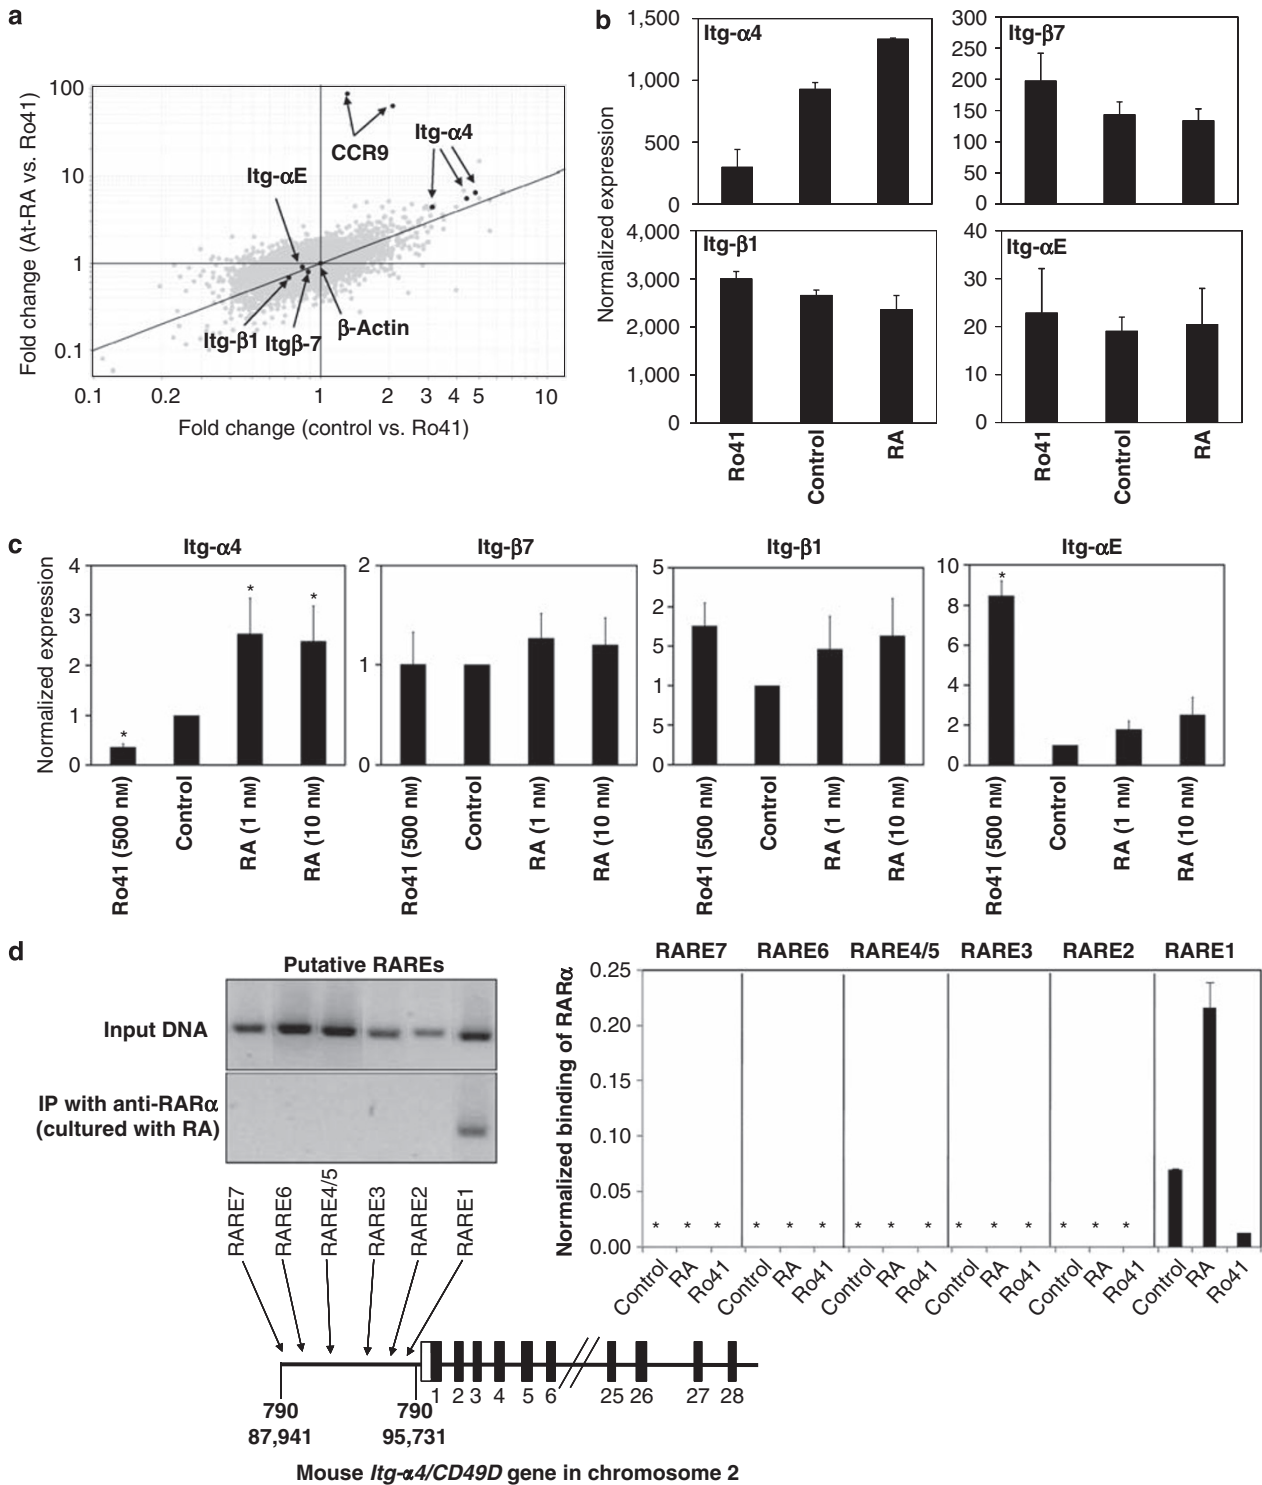 a
Fold change (At-RA vs. Ro41)
100
10
1
0.1
CCR9
Itg-α4
Itg-αE
Itg-β1
Itgβ-7
β-Actin
0.1 0.2 1 2 3 4 5 10
Fold change (control vs. Ro41)
b
Normalized expression
Itg-α4
1,500
1,000
500
0
Itg-β7
300
250
200
150
100
50
0
Itg-β1
4,000
3,000
2,000
1,000
0
Ro41 Control RA
Itg-αE
40
30
20
10
0
Ro41 Control RA
c
Normalized expression
Itg-α4
4
3
2
1
0
* * * 
Ro41 (500 nM) Control RA (1 nM) RA (10 nM)
Itg-β7
2
1
0
Ro41 (500 nM) Control RA (1 nM) RA (10 nM)
Itg-β1
5
2
5
1
5
0
Ro41 (500 nM) Control RA (1 nM) RA (10 nM)
Itg-αE
10
8
6
4
2
0
*
Ro41 (500 nM) Control RA (1 nM) RA (10 nM)
d
Putative RAREs
Input DNA
IP with anti-RARα
(cultured with RA)
RARE7 RARE6 RARE4/5 RARE3 RARE2 RARE1
1 2 3 4 5 6 25 26 27 28
790 790
87,941 95,731
Mouse Itg-α4/CD49D gene in chromosome 2
Normalized binding of RARα
RARE7 RARE6 RARE4/5 RARE3 RARE2 RARE1
0.25
0.20
0.15
0.10
0.05
0.00
* * * * * * * * * * * * * * *
Control RA Ro41 Control RA Ro41 Control RA Ro41 Control RA Ro41 Control RA Ro41 Control RA Ro41